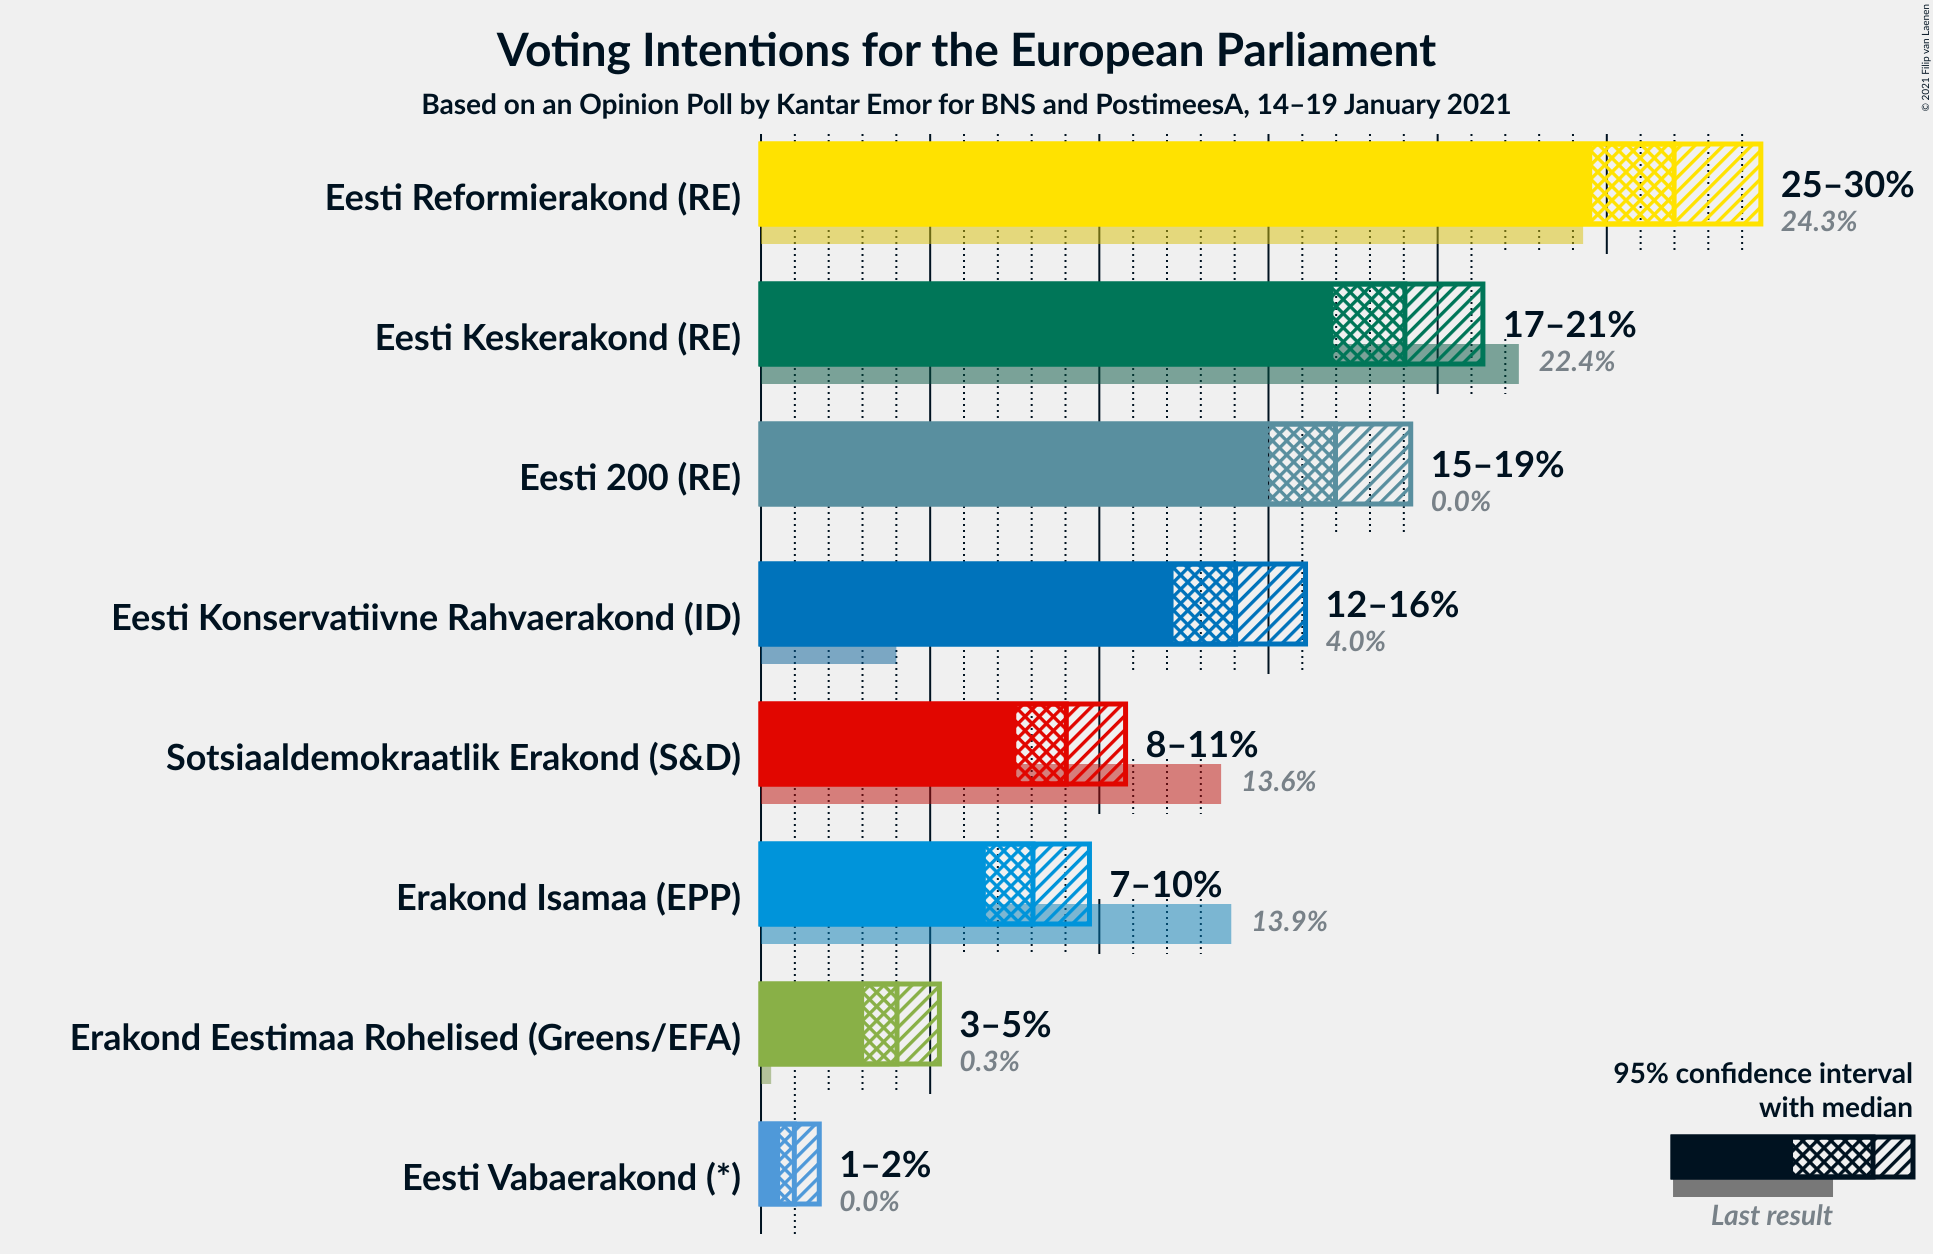 Voting Intentions for the European Parliament
Based on an Opinion Poll by Kantar Emor for BNS and PostimeesA, 14–19 January 2021
© 2021 Filip van Laenen
Eesti Reformierakond (RE)
25–30%
24.3%
Eesti Keskerakond (RE)
17–21%
22.4%
Eesti 200 (RE)
15–19%
0.0%
Eesti Konservatiivne Rahvaerakond (ID)
12–16%
4.0%
Sotsiaaldemokraatlik Erakond (S&D)
8–11%
13.6%
Erakond Isamaa (EPP)
7–10%
13.9%
Erakond Eestimaa Rohelised (Greens/EFA)
3–5%
0.3%
Eesti Vabaerakond (*)
1–2%
0.0%
95% confidence interval
with median
Last result